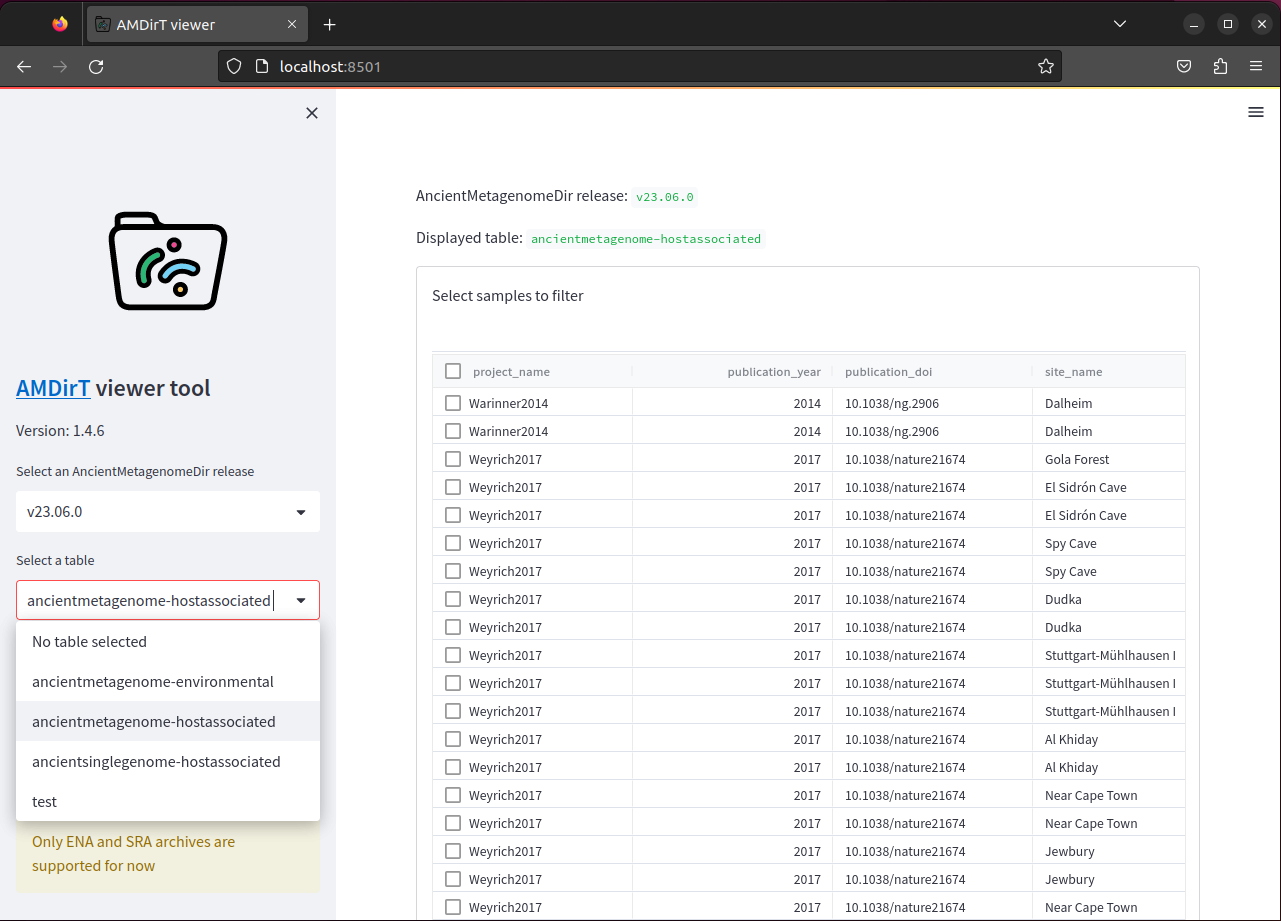 AMDirT viewer
localhost:8501
AMDirT viewer tool
Version: 1.4.6
Select an AncientMetagenomeDir release
v23.06.0
Select a table
ancientmetagenome-hostassociated
No table selected
ancientmetagenome-environmental
ancientmetagenome-hostassociated
ancientsinglegenome-hostassociated
test
Only ENA and SRA archives are
supported for now
AncientMetagenomeDir release: v23.06.0
Displayed table: ancientmetagenome-hostassociated
Select samples to filter
project_name publication_year publication_doi site_name
Warinner2014 2014 10.1038/ng.2906 Dalheim
Warinner2014 2014 10.1038/ng.2906 Dalheim
Weyrich2017 2017 10.1038/nature21674 Gola Forest
Weyrich2017 2017 10.1038/nature21674 El Sidrón Cave
Weyrich2017 2017 10.1038/nature21674 El Sidrón Cave
Weyrich2017 2017 10.1038/nature21674 Spy Cave
Weyrich2017 2017 10.1038/nature21674 Spy Cave
Weyrich2017 2017 10.1038/nature21674 Dudka
Weyrich2017 2017 10.1038/nature21674 Dudka
Weyrich2017 2017 10.1038/nature21674 Stuttgart-Mühlhausen I
Weyrich2017 2017 10.1038/nature21674 Stuttgart-Mühlhausen I
Weyrich2017 2017 10.1038/nature21674 Stuttgart-Mühlhausen I
Weyrich2017 2017 10.1038/nature21674 Al Khiday
Weyrich2017 2017 10.1038/nature21674 Al Khiday
Weyrich2017 2017 10.1038/nature21674 Near Cape Town
Weyrich2017 2017 10.1038/nature21674 Near Cape Town
Weyrich2017 2017 10.1038/nature21674 Jewbury
Weyrich2017 2017 10.1038/nature21674 Jewbury
Weyrich2017 2017 10.1038/nature21674 Near Cape Town